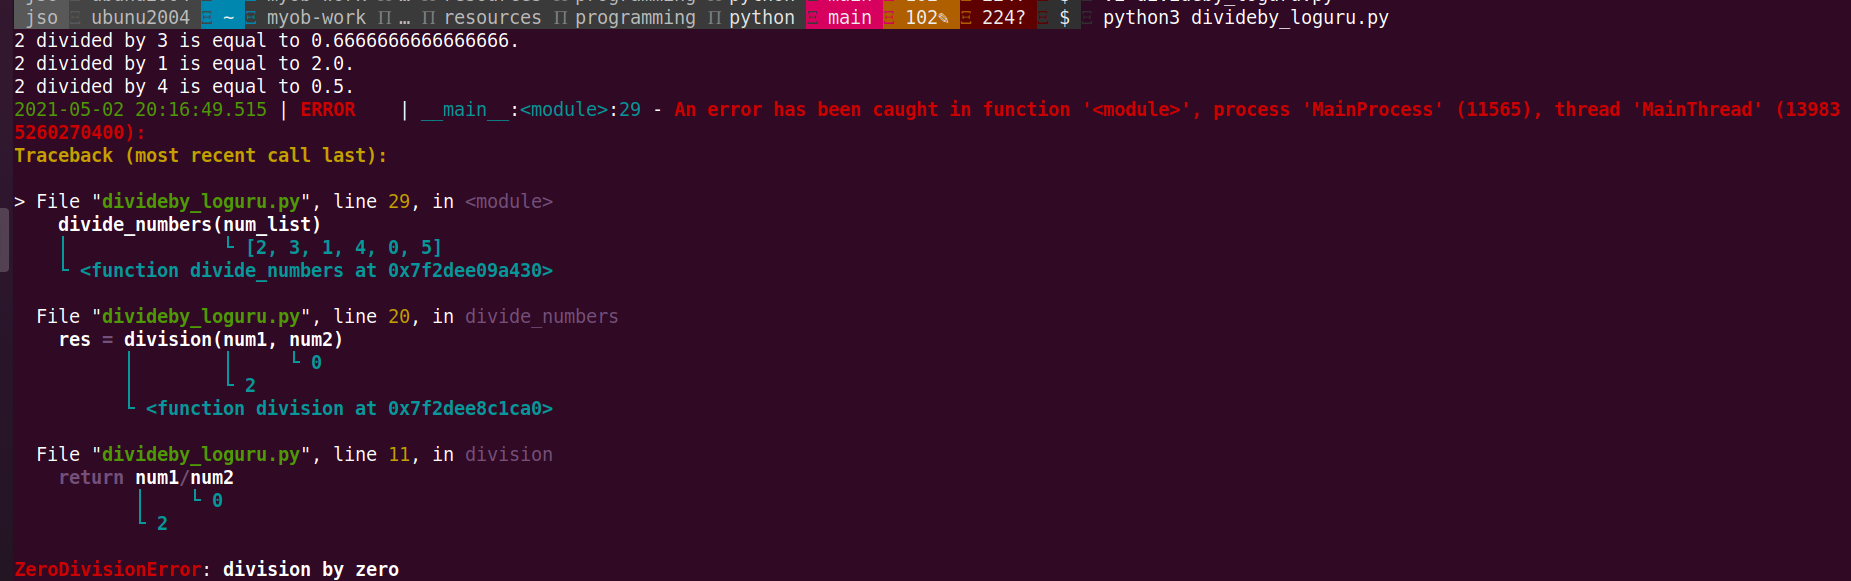 jso ubunu2004 ~ myob-work … resources programming python main 102✎ 224? $ python3 divideby_loguru.py
2 divided by 3 is equal to 0.6666666666666666.
2 divided by 1 is equal to 2.0.
2 divided by 4 is equal to 0.5.
2021-05-02 20:16:49.515 | ERROR    | __main__:<module>:29 - An error has been caught in function '<module>', process 'MainProcess' (11565), thread 'MainThread' (13983
5260270400):
Traceback (most recent call last):
> File "divideby_loguru.py", line 29, in <module>
divide_numbers(num_list)
│ └ [2, 3, 1, 4, 0, 5]
└ <function divide_numbers at 0x7f2dee09a430>
File "divideby_loguru.py", line 20, in divide_numbers
res = division(num1, num2)
│ │ └ 0
│ └ 2
└ <function division at 0x7f2dee8c1ca0>
File "divideby_loguru.py", line 11, in division
return num1/num2
│ └ 0
└ 2
ZeroDivisionError: division by zero